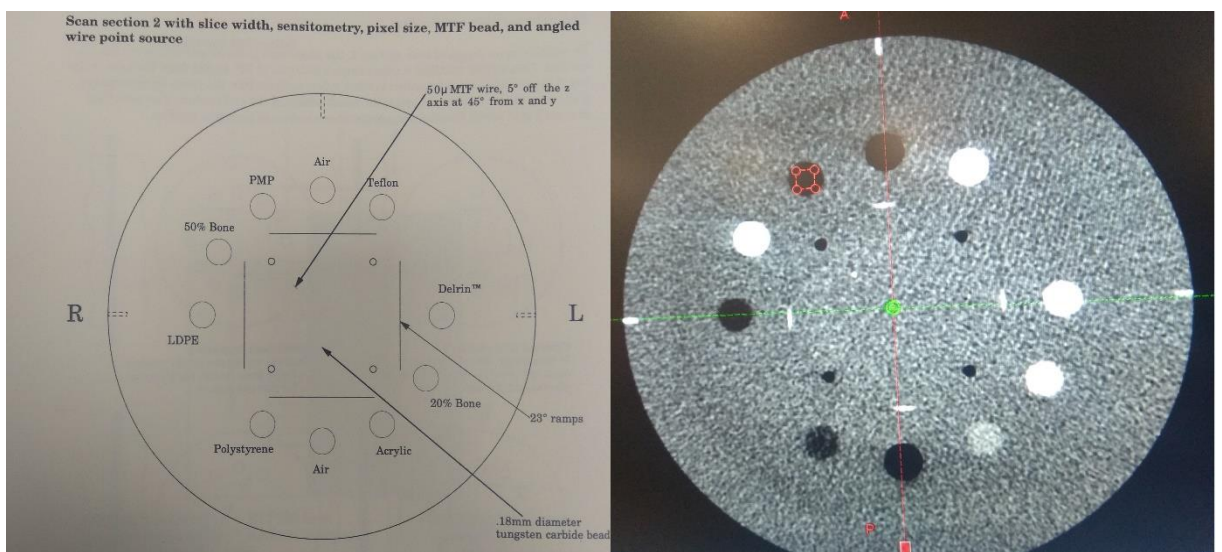 Scan section 2 with slice width, sensitometry, pixel size, MTF bead, and angled
wire point source
50µ MTF wire, 5° off the z
axis at 45° from x and y
Air
PMP
Teflon
50% Bone
Delrin™
R
L
LDPE
20% Bone
23° ramps
Polystyrene
Acrylic
Air
.18mm diameter
tungsten carbide bead
A
P